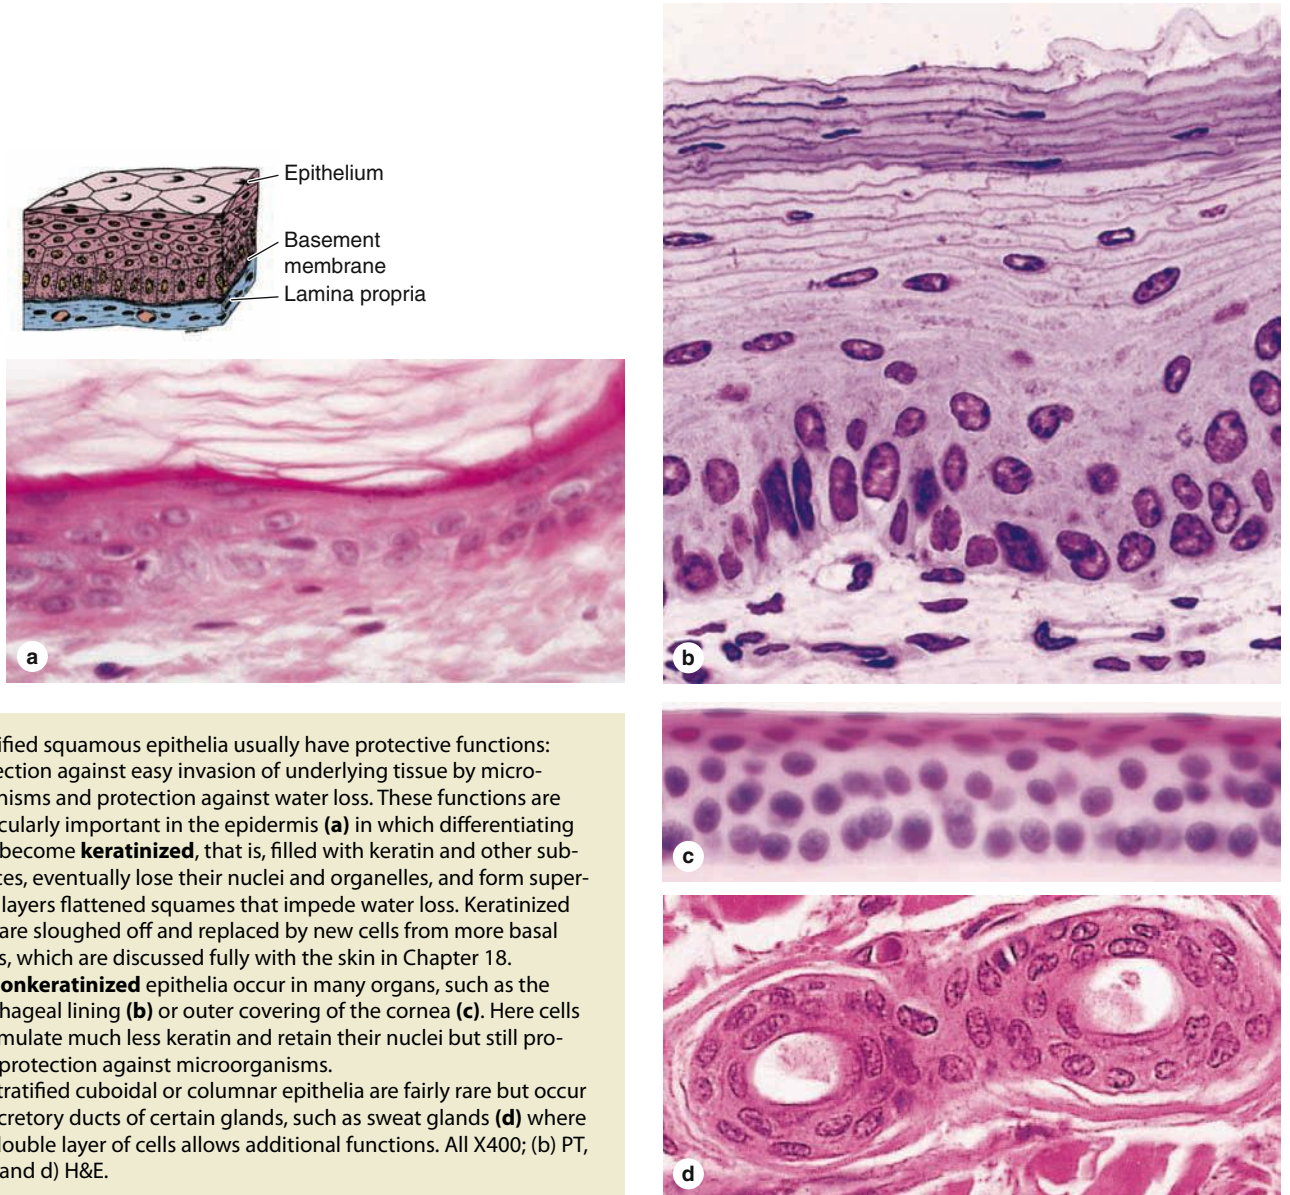 Epithelium
Basement
membrane
Lamina propria
a
b
c
d
ified squamous epithelia usually have protective functions:
ection against easy invasion of underlying tissue by micro-
nisms and protection against water loss. These functions are
cularly important in the epidermis (a) in which differentiating
become keratinized, that is, filled with keratin and other sub-
ces, eventually lose their nuclei and organelles, and form super-
layers flattened squames that impede water loss. Keratinized
are sloughed off and replaced by new cells from more basal
s, which are discussed fully with the skin in Chapter 18.
onkeratinized epithelia occur in many organs, such as the
hageal lining (b) or outer covering of the cornea (c). Here cells
mulate much less keratin and retain their nuclei but still pro-
protection against microorganisms.
tratified cuboidal or columnar epithelia are fairly rare but occur
cretory ducts of certain glands, such as sweat glands (d) where
louble layer of cells allows additional functions. All X400; (b) PT,
and d) H&E.